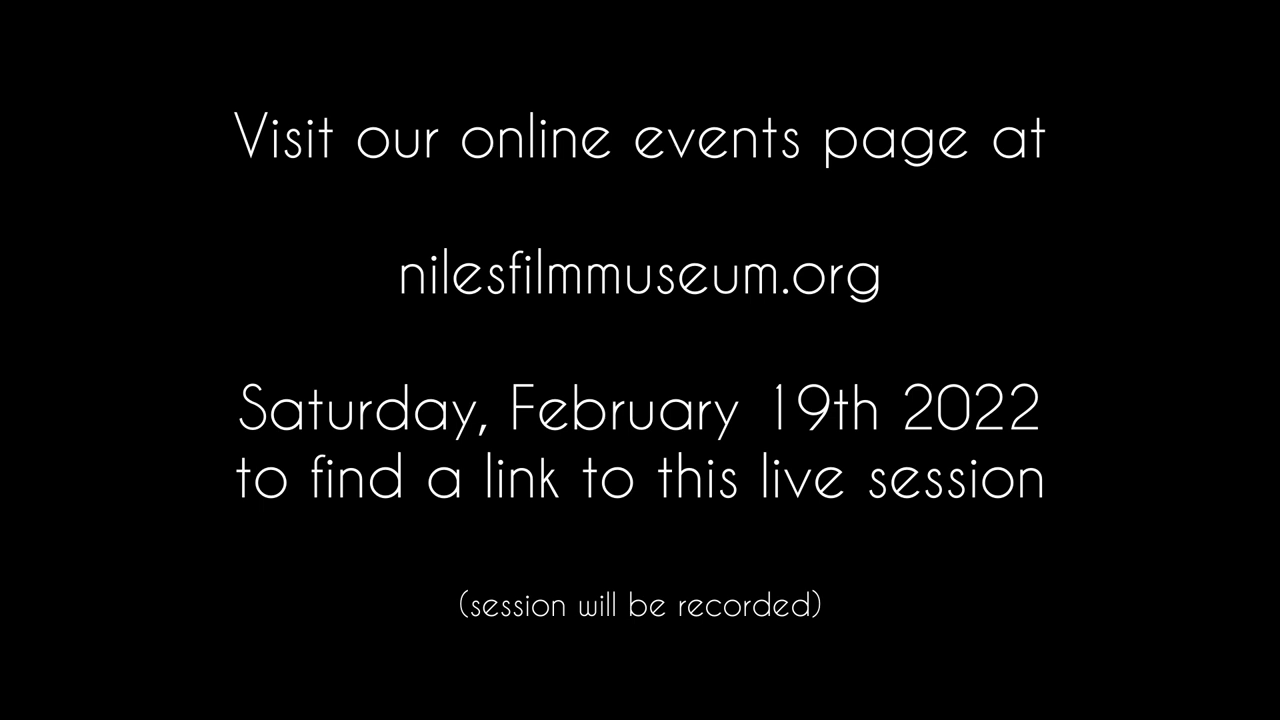 Visit our online events page at
nilesfilmmuseum.org
Saturday, February 19th 2022
to find a link to this live session
(session will be recorded)